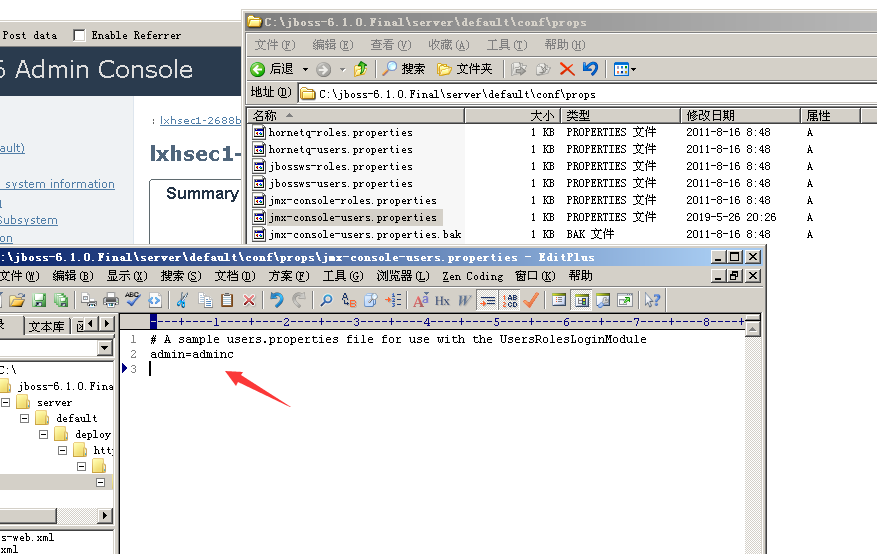 Post data Enable Referrer
6 Admin Console
ault)
system information
Subsystem
on
: lxhsec1-2688b
lxhsec1-
Summary
C:\jboss-6.1.0.Final\server\default\conf\props
文件(F) 编辑(E) 查看(V) 收藏(A) 工具(T) 帮助(H)
后退 搜索 文件夹
地址(D) C:\jboss-6.1.0.Final\server\default\conf\props
名称 大小 类型 修改日期 属性
hornetq-roles.properties 1 KB PROPERTIES 文件 2011-8-16 8:48 A
hornetq-users.properties 1 KB PROPERTIES 文件 2011-8-16 8:48 A
jbossws-roles.properties 1 KB PROPERTIES 文件 2011-8-16 8:48 A
jbossws-users.properties 1 KB PROPERTIES 文件 2011-8-16 8:48 A
jmx-console-roles.properties 1 KB PROPERTIES 文件 2011-8-16 8:48 A
jmx-console-users.properties 1 KB PROPERTIES 文件 2019-5-26 20:26 A
jmx-console-users.properties.bak 1 KB BAK 文件 2011-8-16 8:48 A
:\jboss-6.1.0.Final\server\default\conf\props\jmx-console-users.properties - EditPlus
文件(W) 编辑(B) 显示(X) 搜索(S) 文档(D) 方案(F) 工具(G) 浏览器(L) Zen Coding 窗口(K) 帮助
录 文本库
----+----1----+----2----+----3----+----4----+----5----+----6----+----7----+----8----+
1 # A sample users.properties file for use with the UsersRolesLoginModule
2 admin=adminc
3
C:\
jboss-6.1.0.Fina
server
default
deploy
htt
s-web.xml
xml